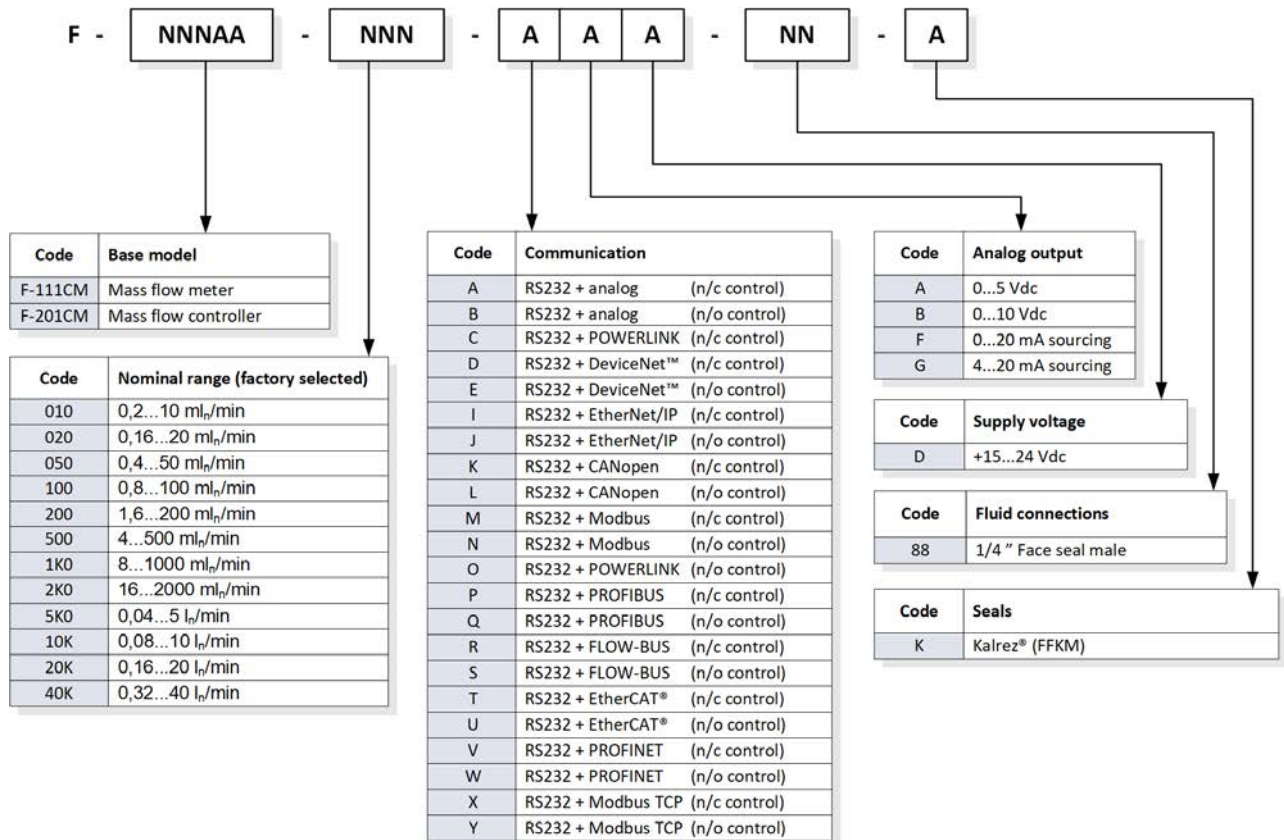 F - NNNAA - NNN - A A A - NN - A
Code Base model
F-111CM Mass flow meter
F-201CM Mass flow controller
Code Nominal range (factory selected)
010 0,2...10 mlₙ/min
020 0,16...20 mlₙ/min
050 0,4...50 mlₙ/min
100 0,8...100 mlₙ/min
200 1,6...200 mlₙ/min
500 4...500 mlₙ/min
1K0 8...1000 mlₙ/min
2K0 16...2000 mlₙ/min
5K0 0,04...5 lₙ/min
10K 0,08...10 lₙ/min
20K 0,16...20 lₙ/min
40K 0,32...40 lₙ/min
Code Communication
A RS232 + analog (n/c control)
B RS232 + analog (n/o control)
C RS232 + POWERLINK (n/c control)
D RS232 + DeviceNet™ (n/c control)
E RS232 + DeviceNet™ (n/o control)
I RS232 + EtherNet/IP (n/c control)
J RS232 + EtherNet/IP (n/o control)
K RS232 + CANopen (n/c control)
L RS232 + CANopen (n/o control)
M RS232 + Modbus (n/c control)
N RS232 + Modbus (n/o control)
O RS232 + POWERLINK (n/o control)
P RS232 + PROFIBUS (n/c control)
Q RS232 + PROFIBUS (n/o control)
R RS232 + FLOW-BUS (n/c control)
S RS232 + FLOW-BUS (n/o control)
T RS232 + EtherCAT® (n/c control)
U RS232 + EtherCAT® (n/o control)
V RS232 + PROFINET (n/c control)
W RS232 + PROFINET (n/o control)
X RS232 + Modbus TCP (n/c control)
Y RS232 + Modbus TCP (n/o control)
Code Analog output
A 0...5 Vdc
B 0...10 Vdc
F 0...20 mA sourcing
G 4...20 mA sourcing
Code Supply voltage
D +15...24 Vdc
Code Fluid connections
88 1/4 ″ Face seal male
Code Seals
K Kalrez® (FFKM)